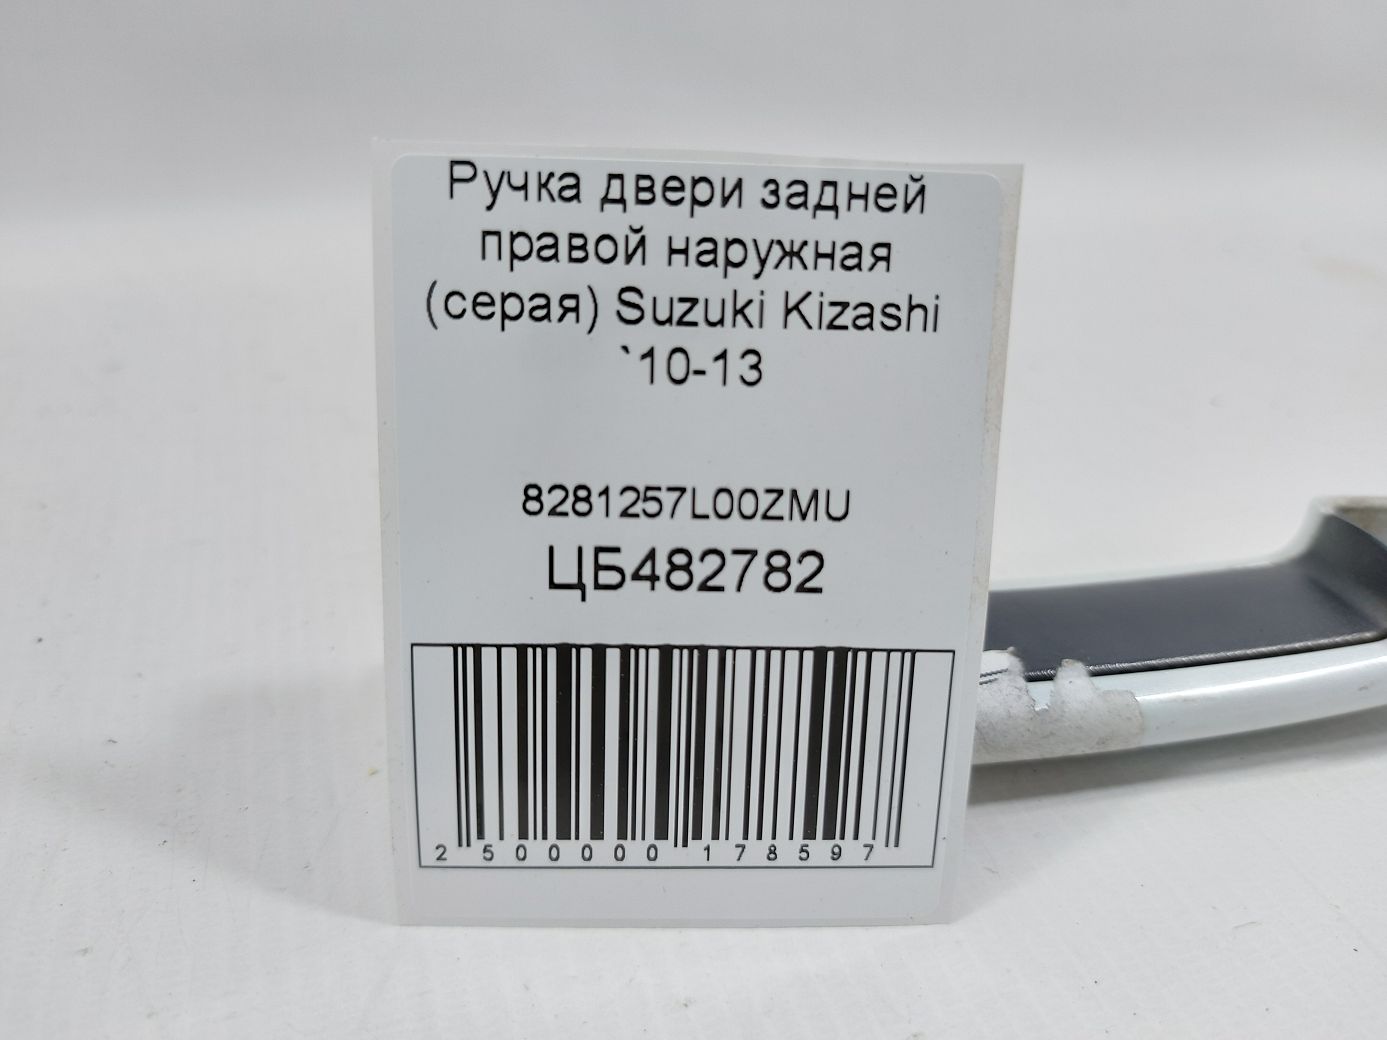 Ручка двери задней
правой наружная
(серая) Suzuki Kizashi
`10-13
8281257L00ZMU
ЦБ482782
2 500000 178597